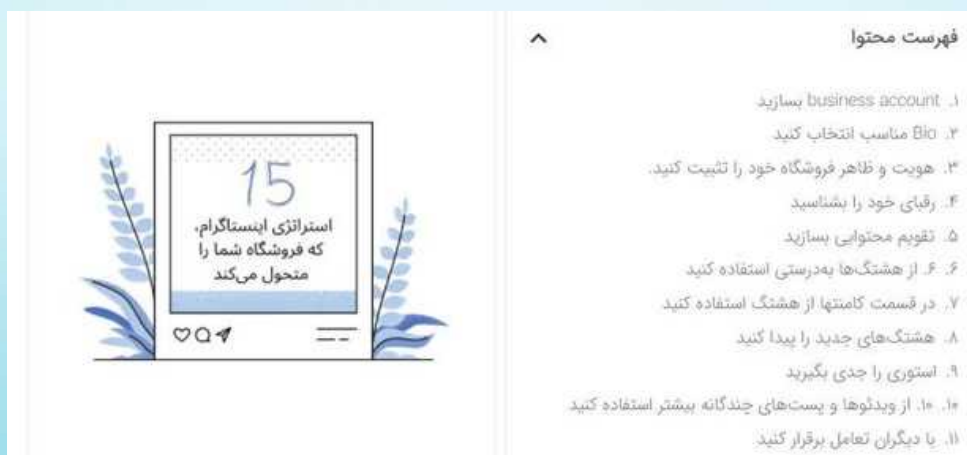 فهرست محتوا
۱. business account بسازید
۲. Bio مناسب انتخاب کنید
۳. هویت و ظاهر فروشگاه خود را تثبیت کنید.
۴. رقبای خود را بشناسید
۵. تقویم محتوایی بسازید
۶. ۶. از هشتگ‌ها به‌درستی استفاده کنید
۷. در قسمت کامنتها از هشتگ استفاده کنید
۸. هشتگ‌های جدید را پیدا کنید
۹. استوری را جدی بگیرید
۱۰. ۱۰. از ویدئوها و پست‌های چندگانه بیشتر استفاده کنید
۱۱. با دیگران تعامل برقرار کنید
15
استراتژی اینستاگرام،
که فروشگاه شما را
متحول می‌کند